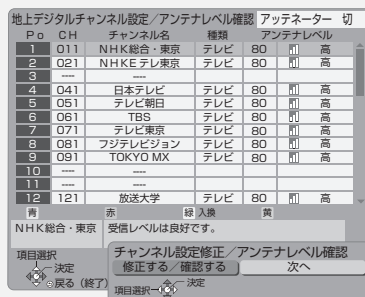 地上デジタルチャンネル設定／アンテナレベル確認 アッテネーター 切
Po CH チャンネル名 種類 アンテナレベル
1 011 NHK総合・東京 テレビ 80 高
2 021 NHKEテレ東京 テレビ 80 高
3 ---- ----
4 041 日本テレビ テレビ 80 高
5 051 テレビ朝日 テレビ 80 高
6 061 TBS テレビ 80 高
7 071 テレビ東京 テレビ 80 高
8 081 フジテレビジョン テレビ 80 高
9 091 TOKYO MX テレビ 80 高
10 ---- ----
11 ---- ----
12 121 放送大学 テレビ 80 高
青 赤 緑 入換 黄
NHK総合・東京 受信レベルは良好です。
項目選択
決定
戻る（終了）
チャンネル設定修正／アンテナレベル確認
修正する／確認する 次へ
項目選択 決定